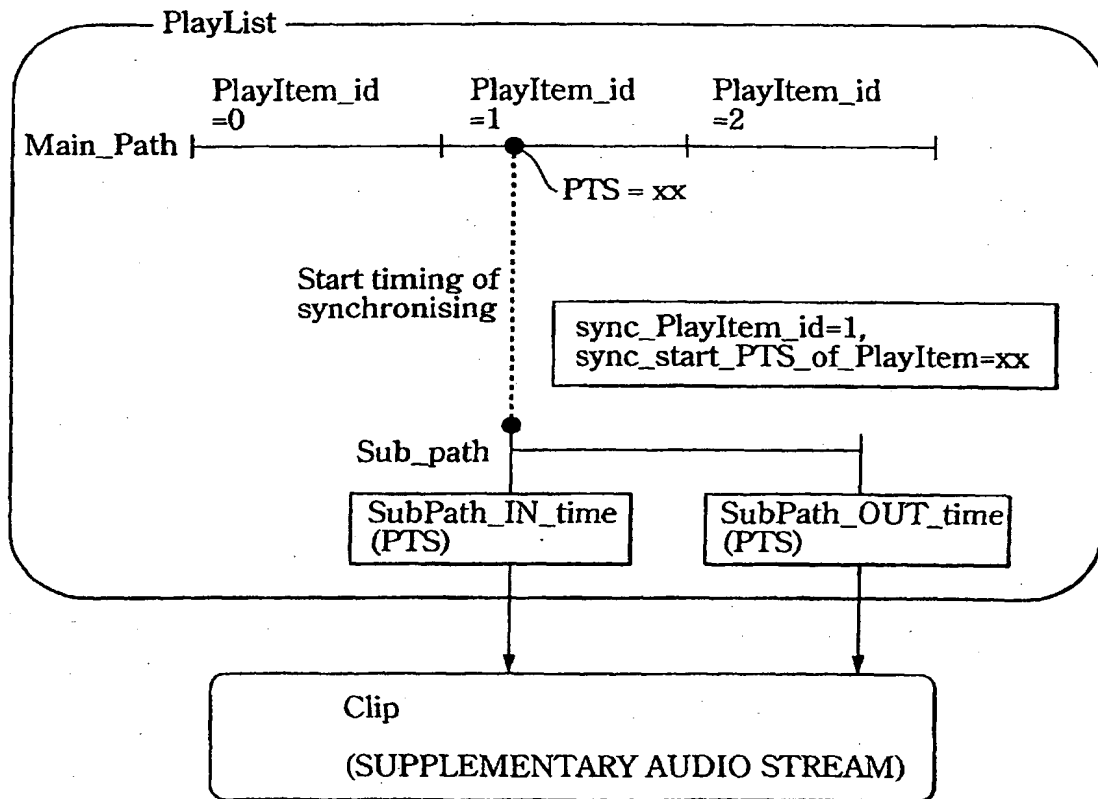 PlayList
PlayItem_id
=0
PlayItem_id
=1
PlayItem_id
=2
Main_Path
PTS = xx
Start timing of
synchronising
sync_PlayItem_id=1,
sync_start_PTS_of_PlayItem=xx
Sub_path
SubPath_IN_time
(PTS)
SubPath_OUT_time
(PTS)
Clip
(SUPPLEMENTARY AUDIO STREAM)